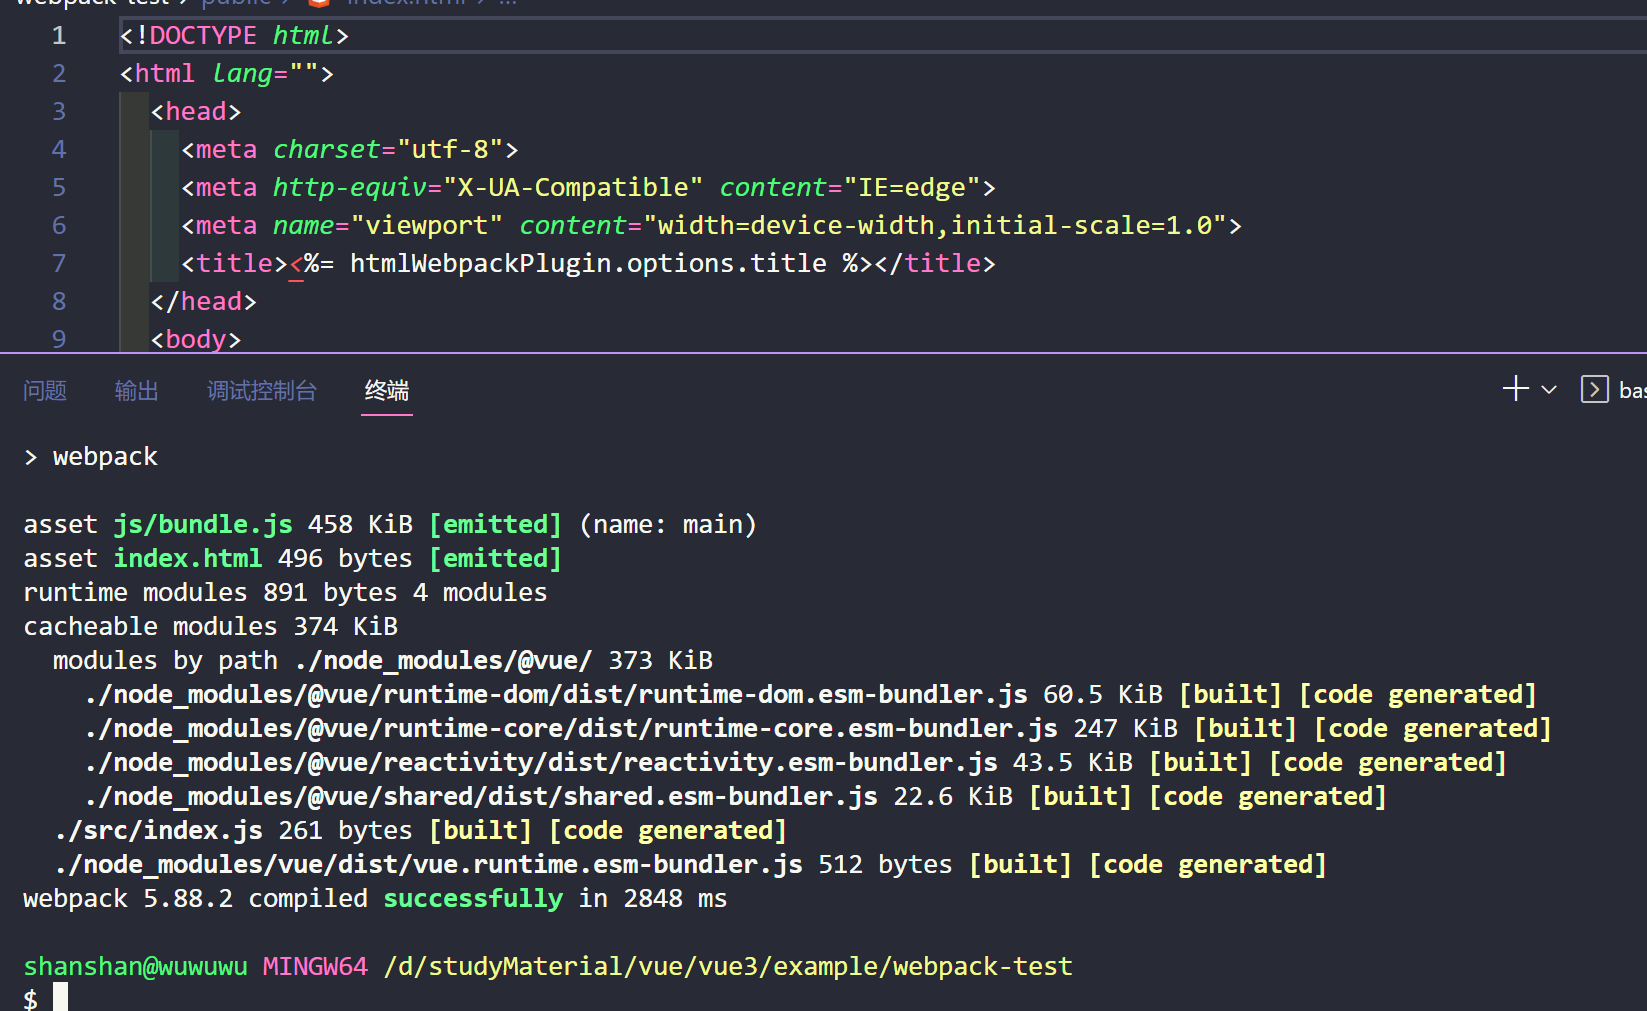 webpack-test > public > index.html > ...
1 <!DOCTYPE html>
2 <html lang="">
3 <head>
4 <meta charset="utf-8">
5 <meta http-equiv="X-UA-Compatible" content="IE=edge">
6 <meta name="viewport" content="width=device-width,initial-scale=1.0">
7 <title><%= htmlWebpackPlugin.options.title %></title>
8 </head>
9 <body>
问题 输出 调试控制台 终端 bas
> webpack
asset js/bundle.js 458 KiB [emitted] (name: main)
asset index.html 496 bytes [emitted]
runtime modules 891 bytes 4 modules
cacheable modules 374 KiB
modules by path ./node_modules/@vue/ 373 KiB
./node_modules/@vue/runtime-dom/dist/runtime-dom.esm-bundler.js 60.5 KiB [built] [code generated]
./node_modules/@vue/runtime-core/dist/runtime-core.esm-bundler.js 247 KiB [built] [code generated]
./node_modules/@vue/reactivity/dist/reactivity.esm-bundler.js 43.5 KiB [built] [code generated]
./node_modules/@vue/shared/dist/shared.esm-bundler.js 22.6 KiB [built] [code generated]
./src/index.js 261 bytes [built] [code generated]
./node_modules/vue/dist/vue.runtime.esm-bundler.js 512 bytes [built] [code generated]
webpack 5.88.2 compiled successfully in 2848 ms
shanshan@wuwuwu MINGW64 /d/studyMaterial/vue/vue3/example/webpack-test
$